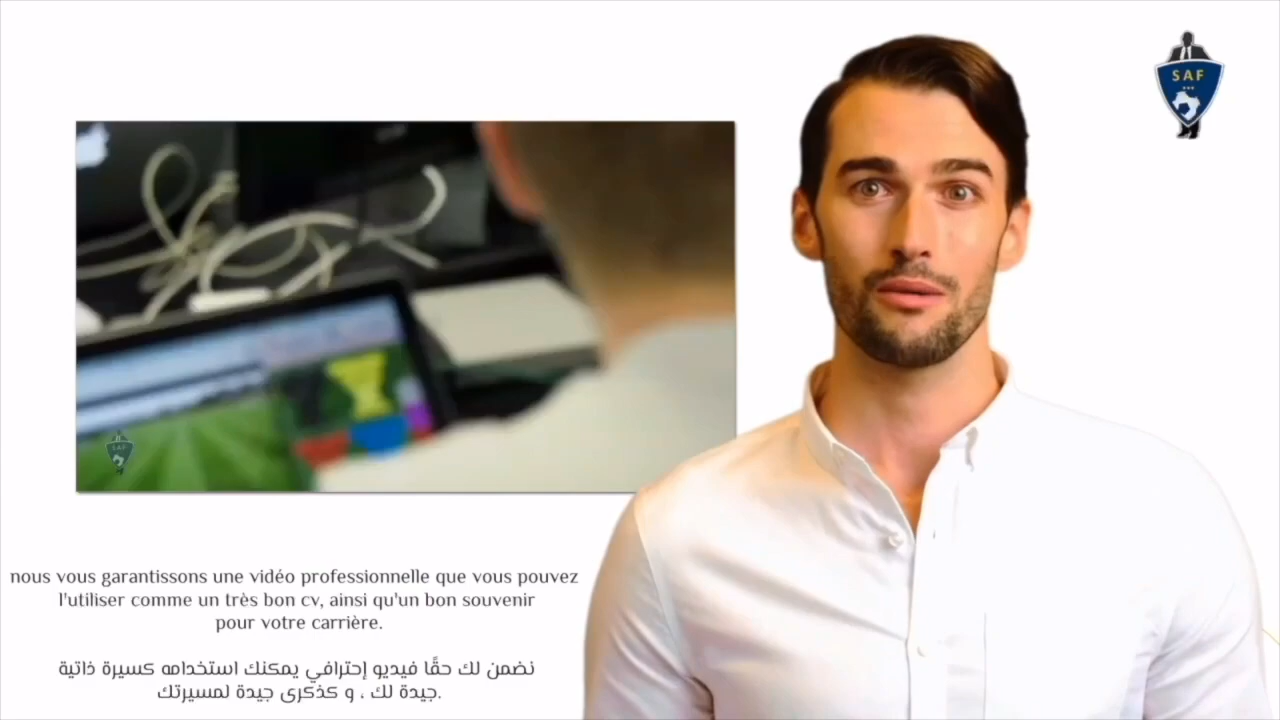 SAF
SAF
nous vous garantissons une vidéo professionnelle que vous pouvez
l'utiliser comme un très bon cv, ainsi qu'un bon souvenir
pour votre carrière.
نضمن لك حقًا فيديو إحترافي يمكنك استخدامه كسيرة ذاتية
جيدة لك ، و كذكرى جيدة لمسيرتك.